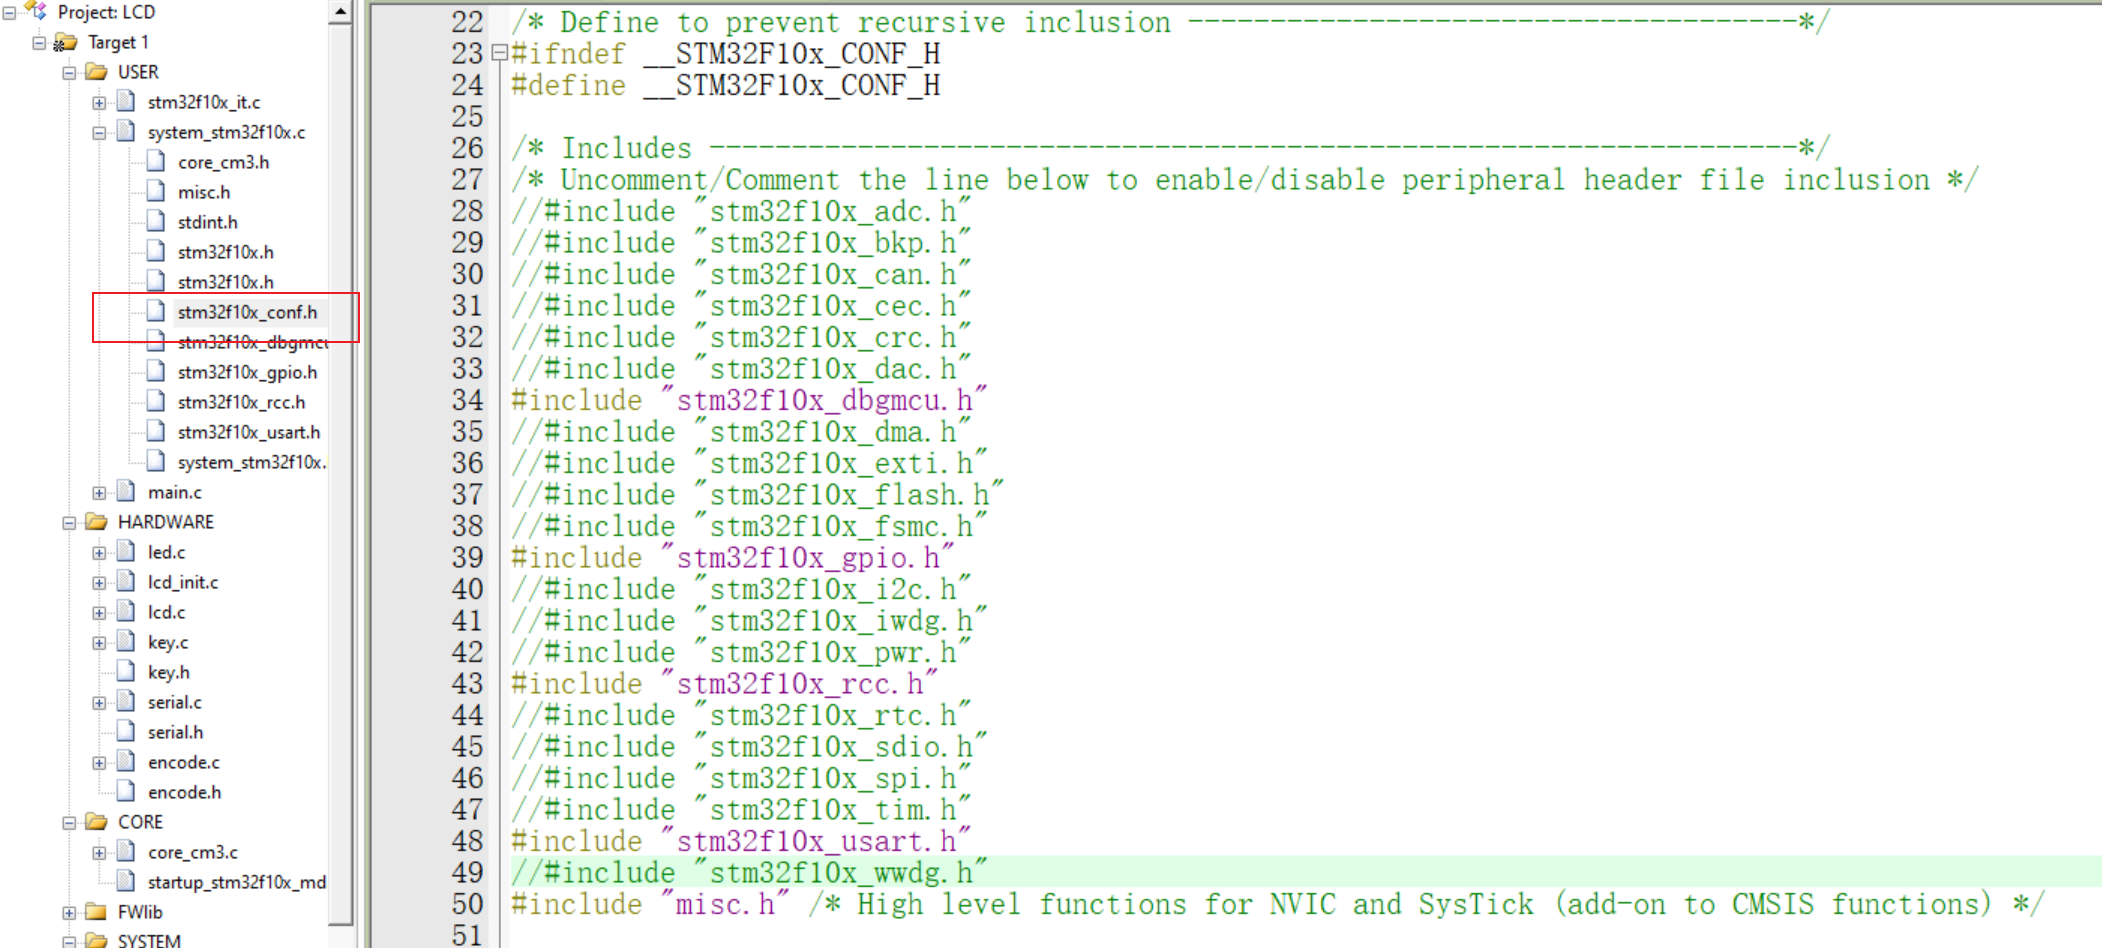 Project: LCD
Target 1
USER
stm32f10x_it.c
system_stm32f10x.c
core_cm3.h
misc.h
stdint.h
stm32f10x.h
stm32f10x.h
stm32f10x_conf.h
stm32f10x_dbgmcu
stm32f10x_gpio.h
stm32f10x_rcc.h
stm32f10x_usart.h
system_stm32f10x.
main.c
HARDWARE
led.c
lcd_init.c
lcd.c
key.c
key.h
serial.c
serial.h
encode.c
encode.h
CORE
core_cm3.c
startup_stm32f10x_md
FWlib
SYSTEM
22 /* Define to prevent recursive inclusion -------------------------------------*/
23 #ifndef __STM32F10x_CONF_H
24 #define __STM32F10x_CONF_H
25
26 /* Includes ------------------------------------------------------------------*/
27 /* Uncomment/Comment the line below to enable/disable peripheral header file inclusion */
28 //#include "stm32f10x_adc.h"
29 //#include "stm32f10x_bkp.h"
30 //#include "stm32f10x_can.h"
31 //#include "stm32f10x_cec.h"
32 //#include "stm32f10x_crc.h"
33 //#include "stm32f10x_dac.h"
34 #include "stm32f10x_dbgmcu.h"
35 //#include "stm32f10x_dma.h"
36 //#include "stm32f10x_exti.h"
37 //#include "stm32f10x_flash.h"
38 //#include "stm32f10x_fsmc.h"
39 #include "stm32f10x_gpio.h"
40 //#include "stm32f10x_i2c.h"
41 //#include "stm32f10x_iwdg.h"
42 //#include "stm32f10x_pwr.h"
43 #include "stm32f10x_rcc.h"
44 //#include "stm32f10x_rtc.h"
45 //#include "stm32f10x_sdio.h"
46 //#include "stm32f10x_spi.h"
47 //#include "stm32f10x_tim.h"
48 #include "stm32f10x_usart.h"
49 //#include "stm32f10x_wwdg.h"
50 #include "misc.h" /* High level functions for NVIC and SysTick (add-on to CMSIS functions) */
51